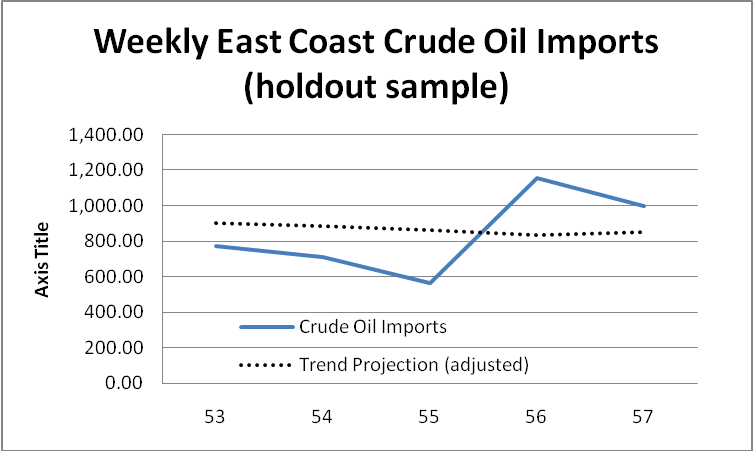 Weekly East Coast Crude Oil Imports
(holdout sample)
1,400.00
1,200.00
1,000.00
800.00
600.00
400.00
200.00
0.00
Axis Title
Crude Oil Imports
Trend Projection (adjusted)
53 54 55 56 57